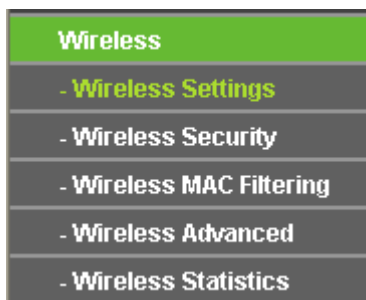 Wireless
- Wireless Settings
- Wireless Security
- Wireless MAC Filtering
- Wireless Advanced
- Wireless Statistics